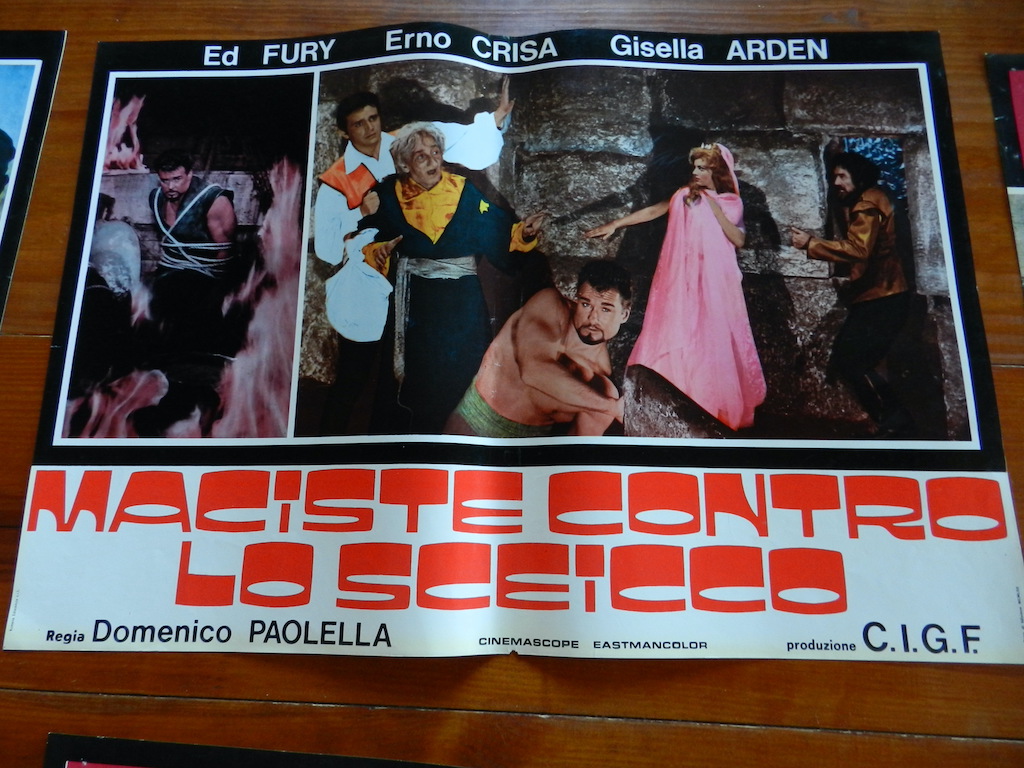 Ed FURY Erno CRISA Gisella ARDEN
MACiSTE CONTRO
LO SCEiCCO
Regia Domenico PAOLELLA CINEMASCOPE EASTMANCOLOR produzione C.I.G.F.